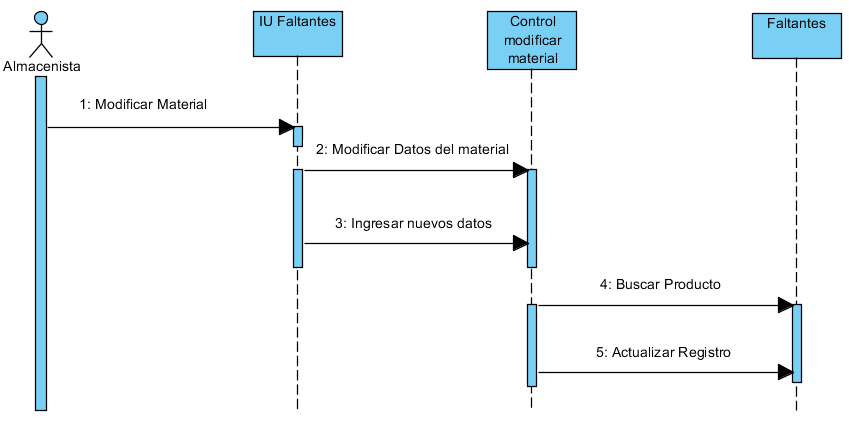 IU Faltantes
Control
modificar
material
Faltantes
Almacenista
1: Modificar Material
2: Modificar Datos del material
3: Ingresar nuevos datos
4: Buscar Producto
5: Actualizar Registro